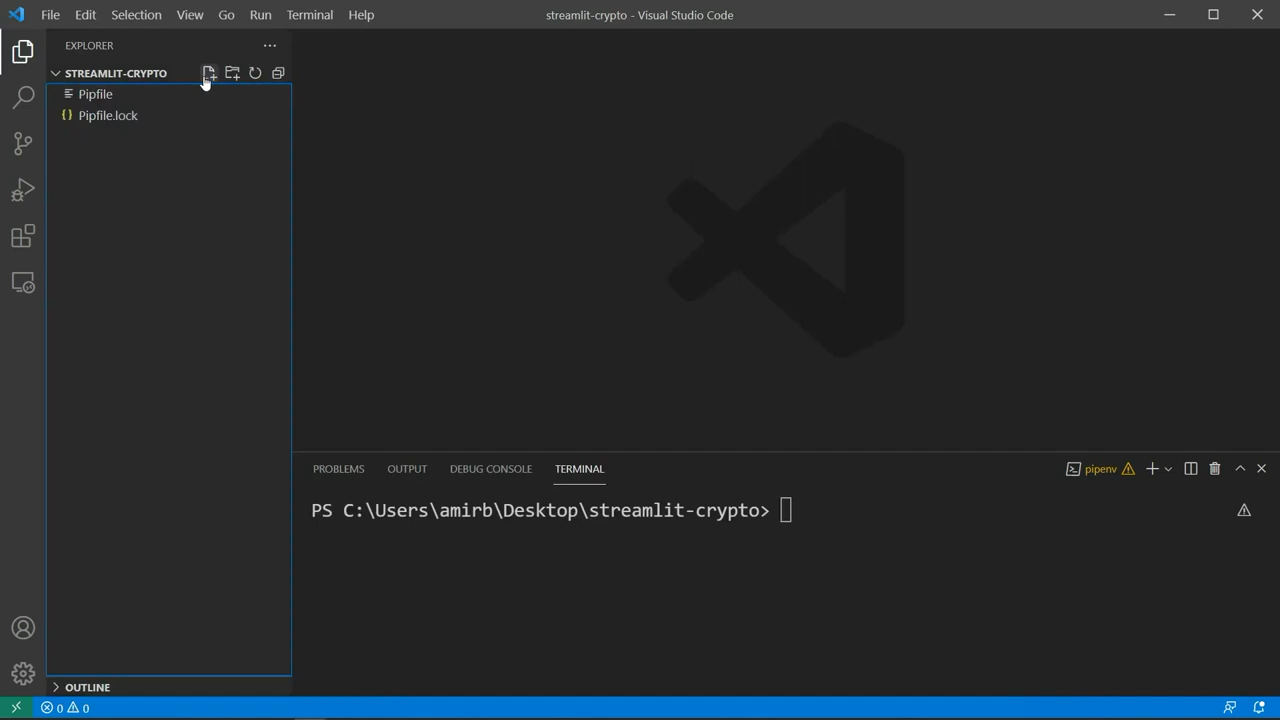 File Edit Selection View Go Run Terminal Help
streamlit-crypto - Visual Studio Code
EXPLORER
STREAMLIT-CRYPTO
Pipfile
Pipfile.lock
PROBLEMS OUTPUT DEBUG CONSOLE TERMINAL
pipenv
PS C:\Users\amirb\Desktop\streamlit-crypto>
OUTLINE
0 0